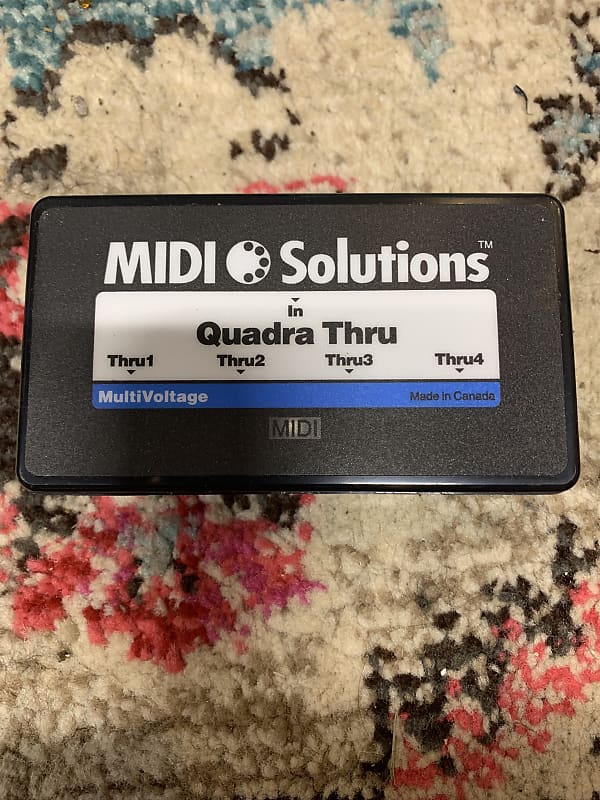 MIDI Solutions™
In
Quadra Thru
Thru1 Thru2 Thru3 Thru4
MultiVoltage Made in Canada
MIDI